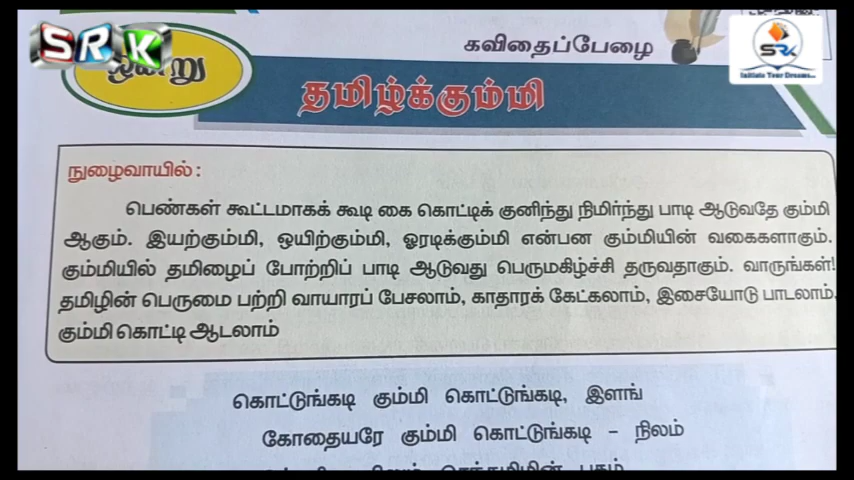 SRK
கவிதைப்பேழை
SRK
Initiate Your Dreams...
தமிழ்க்கும்மி
நுழைவாயில் :
பெண்கள் கூட்டமாகக் கூடி கை கொட்டிக் குனிந்து நிமிர்ந்து பாடி ஆடுவதே கும்மி
ஆகும். இயற்கும்மி, ஒயிற்கும்மி, ஓரடிக்கும்மி என்பன கும்மியின் வகைகளாகும்.
கும்மியில் தமிழைப் போற்றிப் பாடி ஆடுவது பெருமகிழ்ச்சி தருவதாகும். வாருங்கள்!
தமிழின் பெருமை பற்றி வாயாரப் பேசலாம், காதாரக் கேட்கலாம், இசையோடு பாடலாம்,
கும்மி கொட்டி ஆடலாம்
கொட்டுங்கடி கும்மி கொட்டுங்கடி, இளங்
கோதையரே கும்மி கொட்டுங்கடி – நிலம்